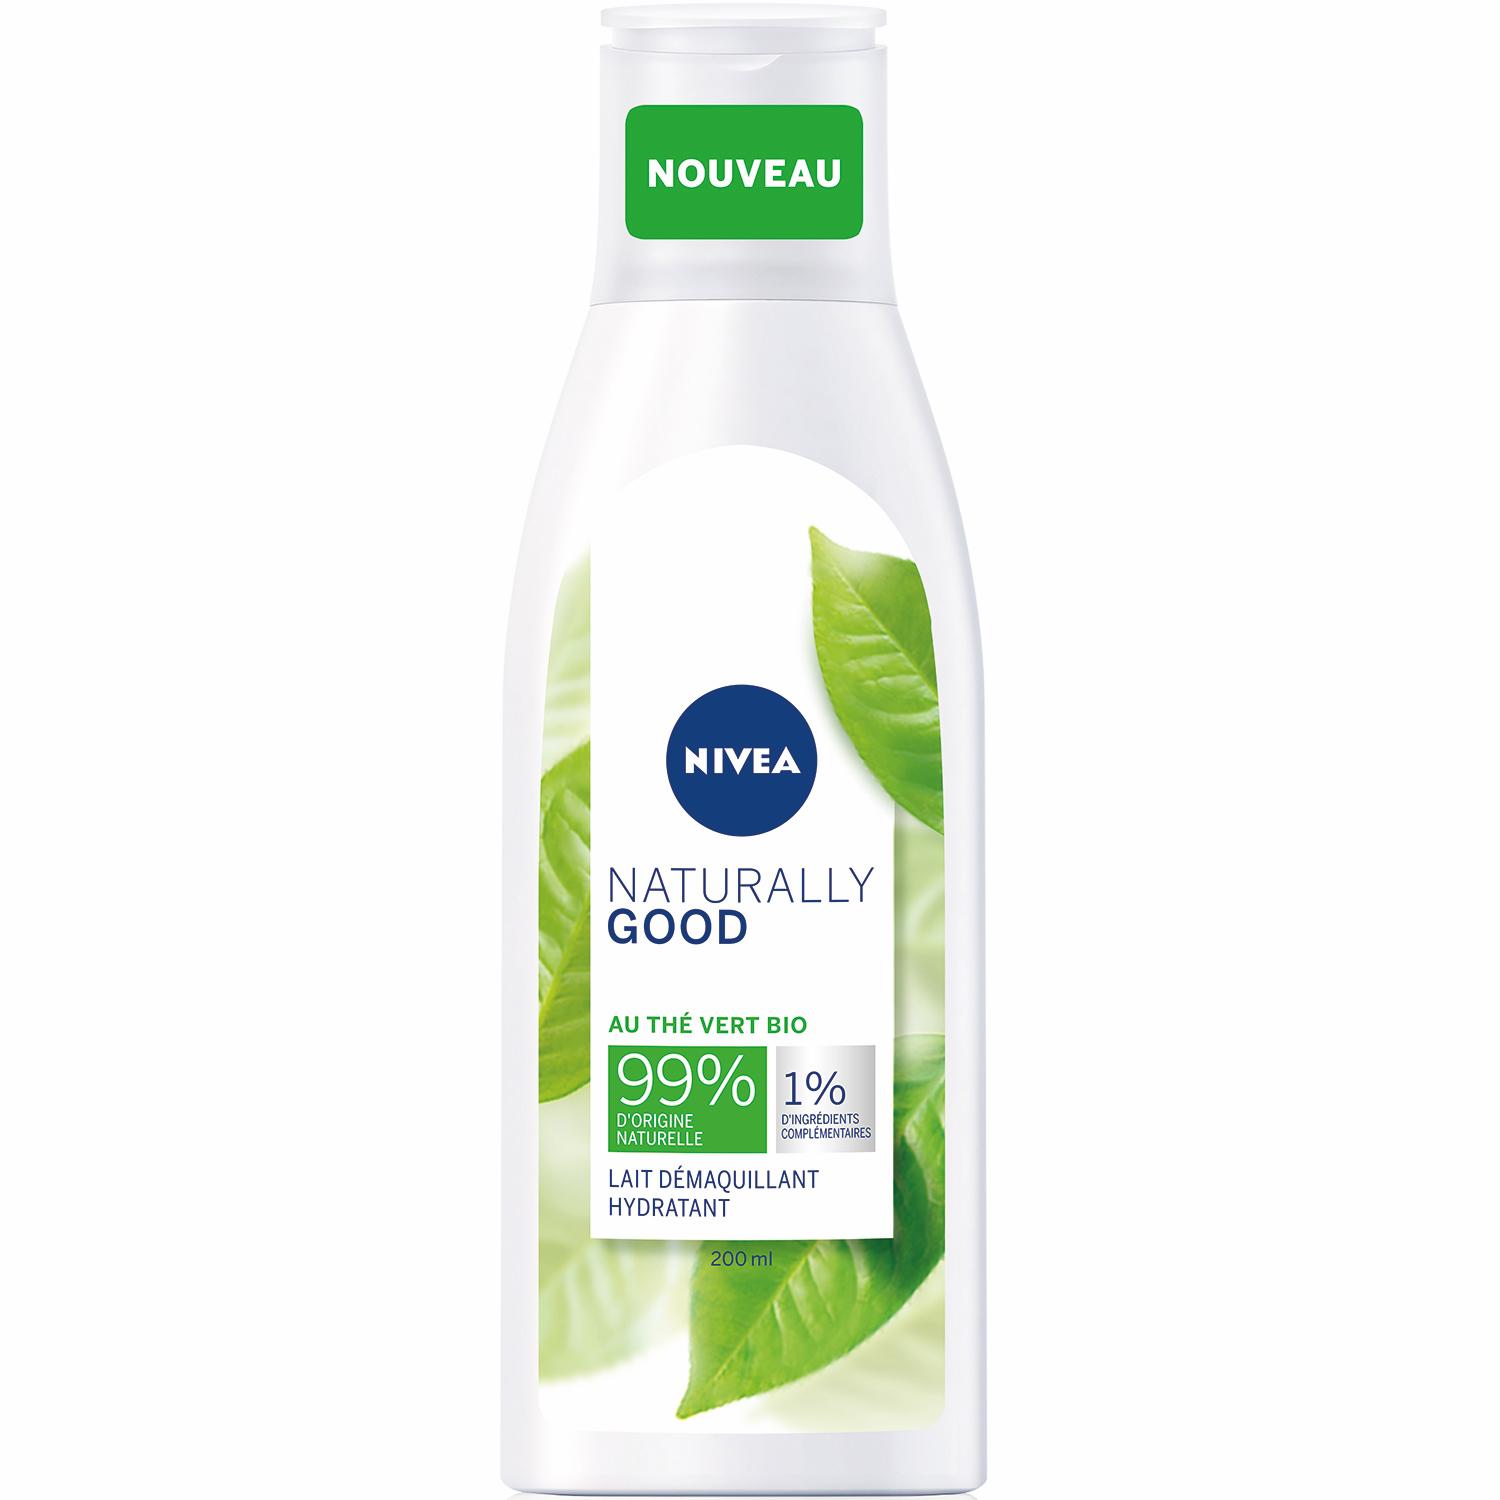 NOUVEAU
NIVEA
NATURALLY
GOOD
AU THÉ VERT BIO
99%
D'ORIGINE
NATURELLE
1%
D'INGRÉDIENTS
COMPLÉMENTAIRES
LAIT DÉMAQUILLANT
HYDRATANT
200 ml